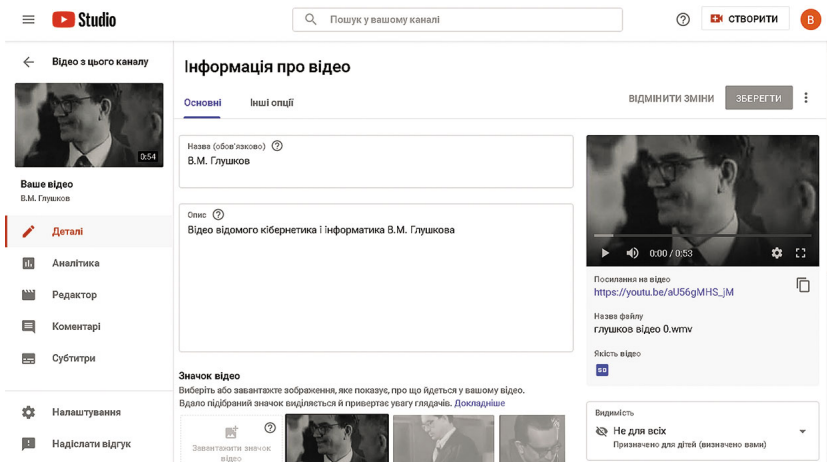 Studio
Пошук у вашому каналі
СТВОРИТИ
В
Відео з цього каналу
0:54
Ваше відео
В.М. Глушков
Деталі
Аналітика
Редактор
Коментарі
Субтитри
Налаштування
Надіслати відгук
Інформація про відео
Основні
Інші опції
ВІДМІНИТИ ЗМІНИ
ЗБЕРЕГТИ
Назва (обов'язково)
В.М. Глушков
Опис
Відео відомого кібернетика і інформатика В.М. Глушкова
Значок відео
Виберіть або завантажте зображення, яке показує, про що йдеться у вашому відео.
Вдало підібраний значок виділяється й привертає увагу глядачів. Докладніше
Завантажити значок
відео
0:00 / 0:53
Посилання на відео
https://youtu.be/aU56gMHS_jM
Назва файлу
глушков відео 0.wmv
Якість відео
SD
Видимість
Не для всіх
Призначено для дітей (визначено вами)